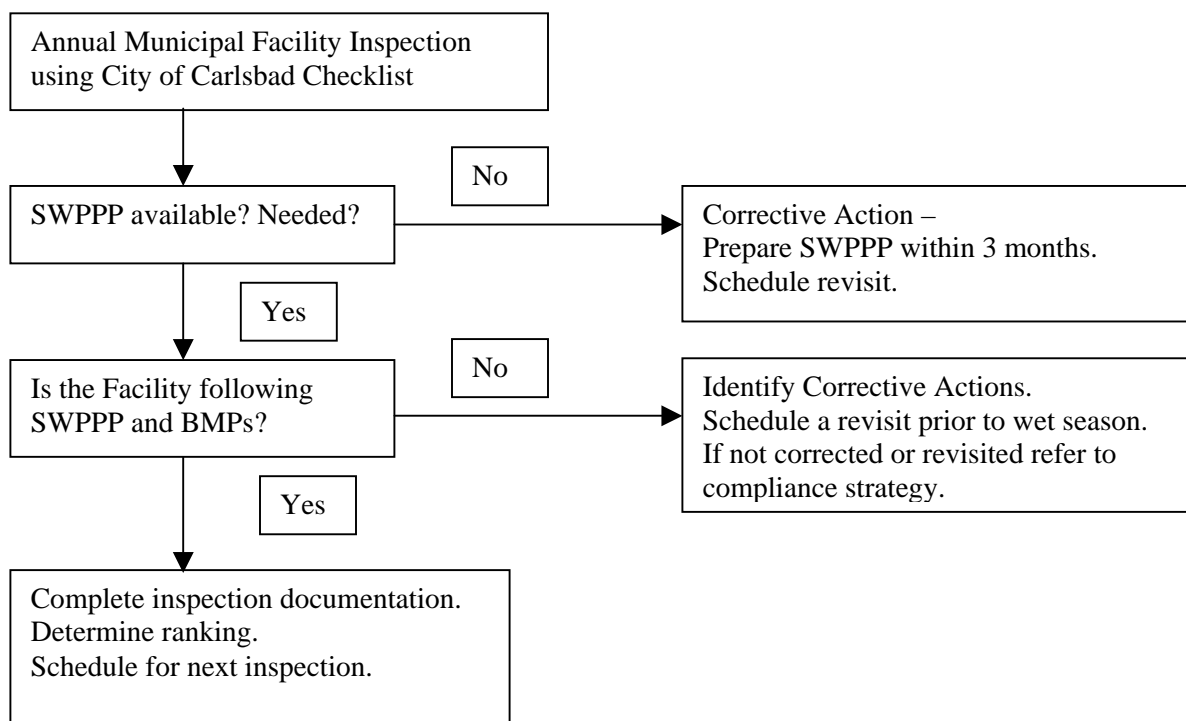 Annual Municipal Facility Inspection
using City of Carlsbad Checklist
No
SWPPP available? Needed?
Corrective Action –
Prepare SWPPP within 3 months.
Schedule revisit.
Yes
No
Is the Facility following
SWPPP and BMPs?
Identify Corrective Actions.
Schedule a revisit prior to wet season.
If not corrected or revisited refer to
compliance strategy.
Yes
Complete inspection documentation.
Determine ranking.
Schedule for next inspection.